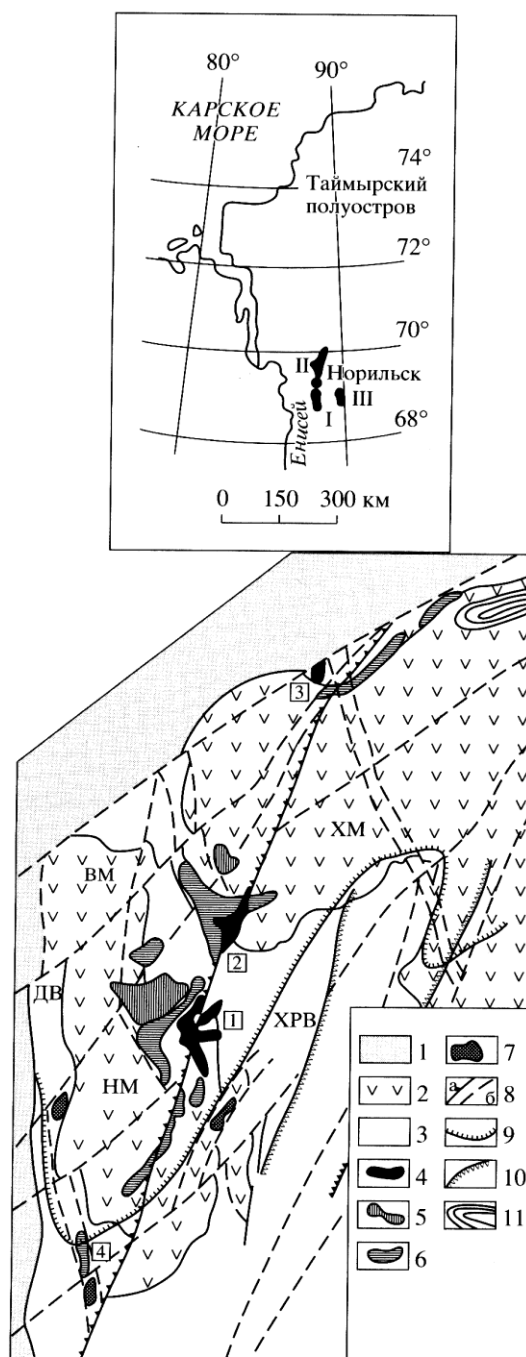 80° 90°
КАРСКОЕ
МОРЕ
74°
Таймырский
полуостров
72°
70°
II Норильск
III
I
68°
Енисей
0 150 300 км
3
ХМ
ВМ
2
ДВ
1
ХРВ
НМ
4
1 7
2 а б 8
3 9
4 10
5 11
6